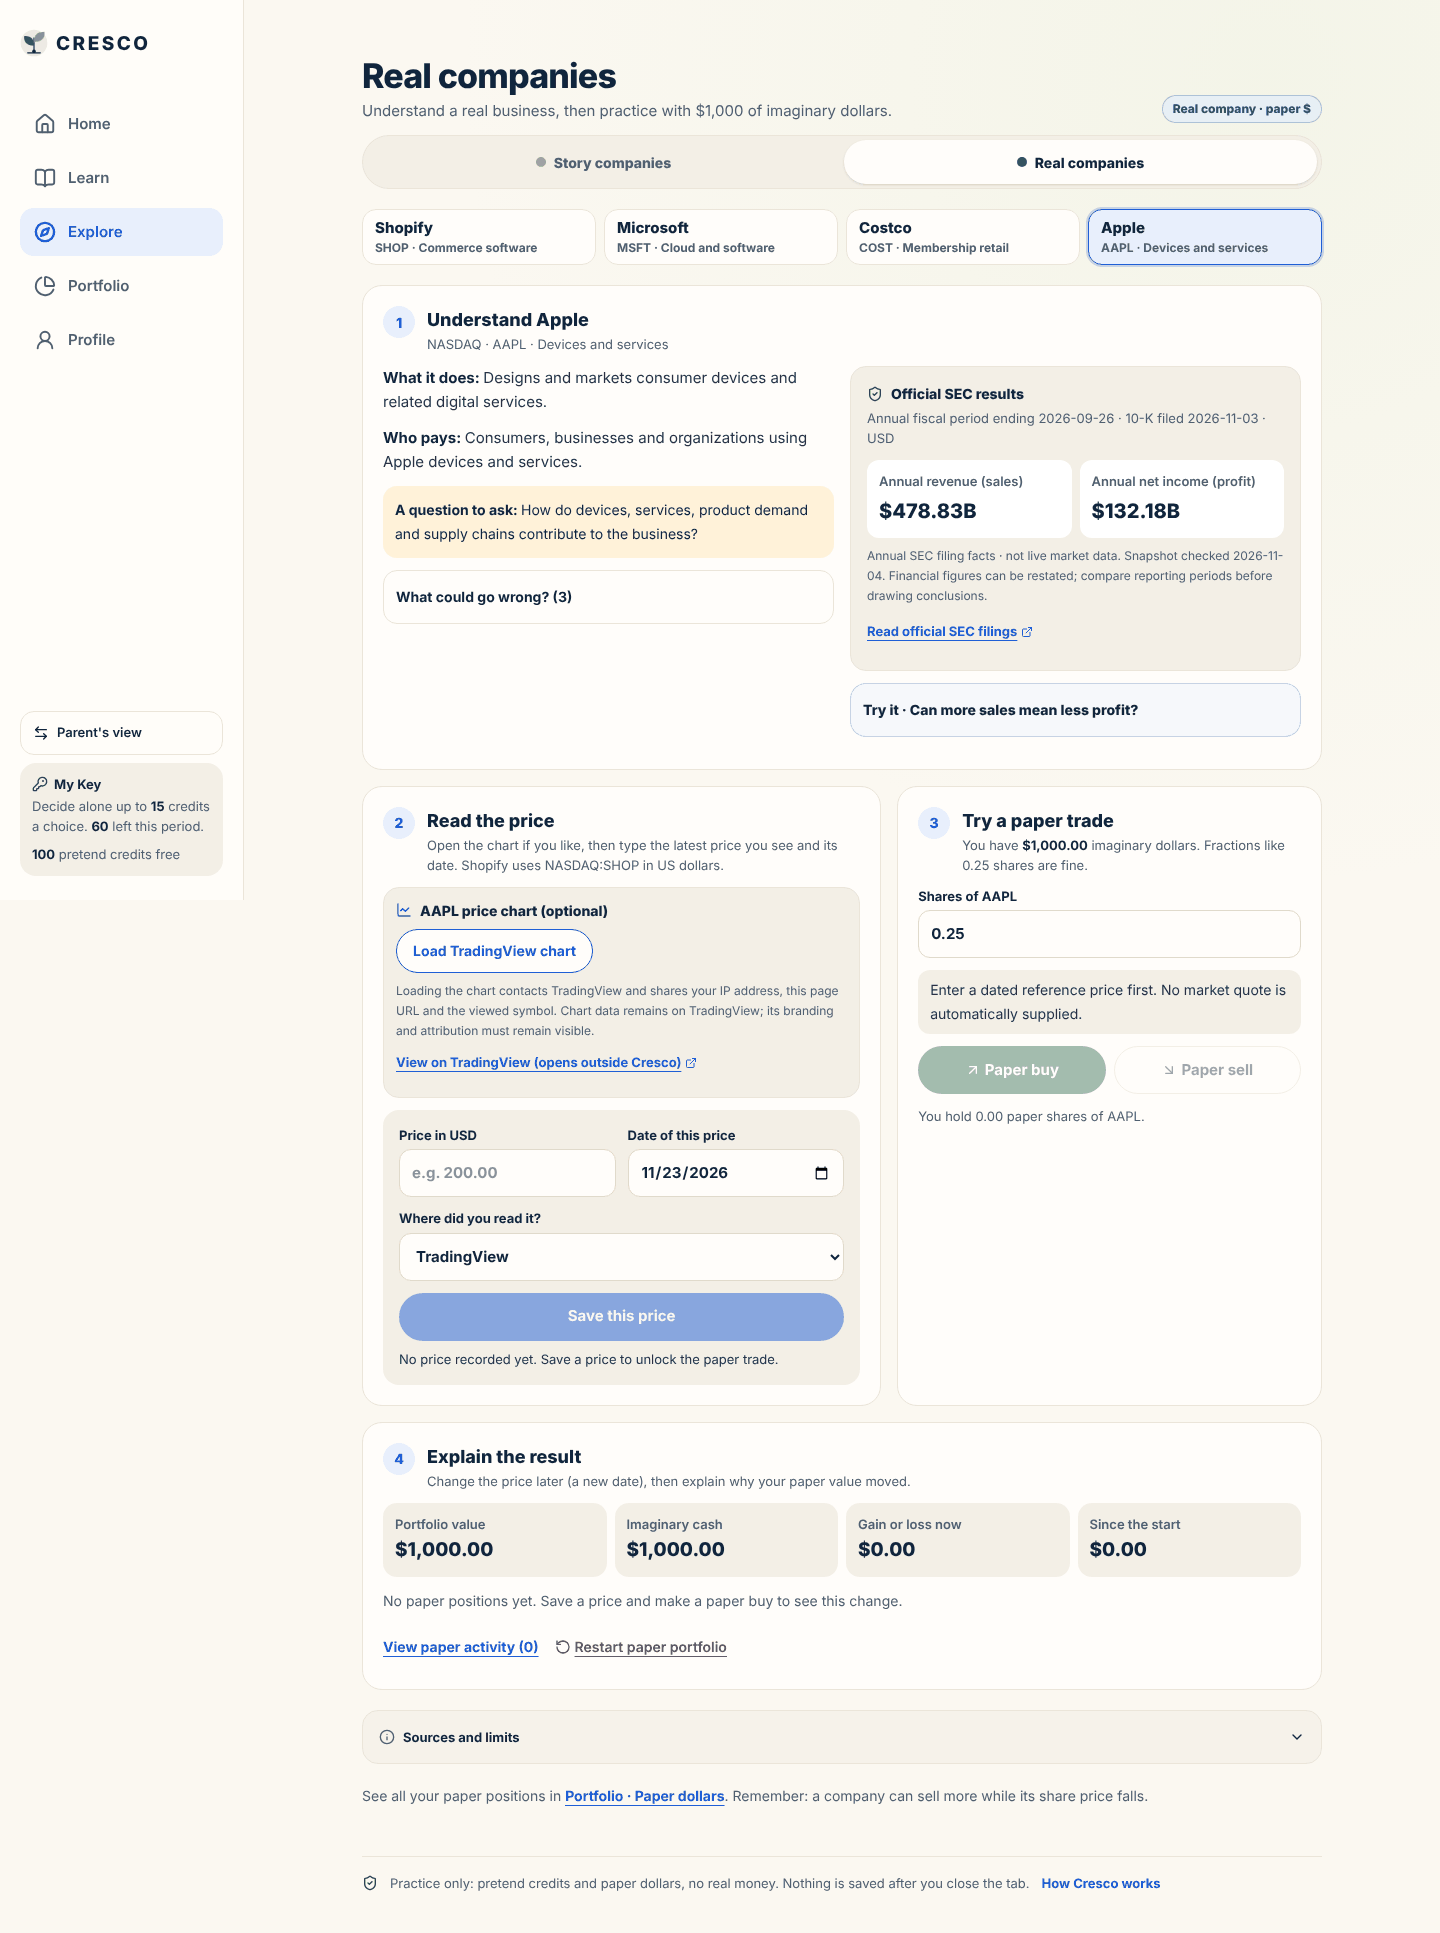 CRESCO
Home
Learn
Explore
Portfolio
Profile
Parent's view
My Key
Decide alone up to 15 credits
a choice. 60 left this period.
100 pretend credits free
Real companies
Understand a real business, then practice with $1,000 of imaginary dollars.
Real company · paper $
Story companies
Real companies
Shopify
SHOP · Commerce software
Microsoft
MSFT · Cloud and software
Costco
COST · Membership retail
Apple
AAPL · Devices and services
1
Understand Apple
NASDAQ · AAPL · Devices and services
What it does: Designs and markets consumer devices and
related digital services.
Who pays: Consumers, businesses and organizations using
Apple devices and services.
A question to ask: How do devices, services, product demand
and supply chains contribute to the business?
What could go wrong? (3)
Official SEC results
Annual fiscal period ending 2026-09-26 · 10-K filed 2026-11-03 ·
USD
Annual revenue (sales)
$478.83B
Annual net income (profit)
$132.18B
Annual SEC filing facts · not live market data. Snapshot checked 2026-11-
04. Financial figures can be restated; compare reporting periods before
drawing conclusions.
Read official SEC filings
Try it · Can more sales mean less profit?
2
Read the price
Open the chart if you like, then type the latest price you see and its
date. Shopify uses NASDAQ:SHOP in US dollars.
AAPL price chart (optional)
Load TradingView chart
Loading the chart contacts TradingView and shares your IP address, this page
URL and the viewed symbol. Chart data remains on TradingView; its branding
and attribution must remain visible.
View on TradingView (opens outside Cresco)
Price in USD
e.g. 200.00
Date of this price
11/23/2026
Where did you read it?
TradingView
Save this price
No price recorded yet. Save a price to unlock the paper trade.
3
Try a paper trade
You have $1,000.00 imaginary dollars. Fractions like
0.25 shares are fine.
Shares of AAPL
0.25
Enter a dated reference price first. No market quote is
automatically supplied.
Paper buy
Paper sell
You hold 0.00 paper shares of AAPL.
4
Explain the result
Change the price later (a new date), then explain why your paper value moved.
Portfolio value
$1,000.00
Imaginary cash
$1,000.00
Gain or loss now
$0.00
Since the start
$0.00
No paper positions yet. Save a price and make a paper buy to see this change.
View paper activity (0)
Restart paper portfolio
Sources and limits
See all your paper positions in Portfolio · Paper dollars. Remember: a company can sell more while its share price falls.
Practice only: pretend credits and paper dollars, no real money. Nothing is saved after you close the tab. How Cresco works